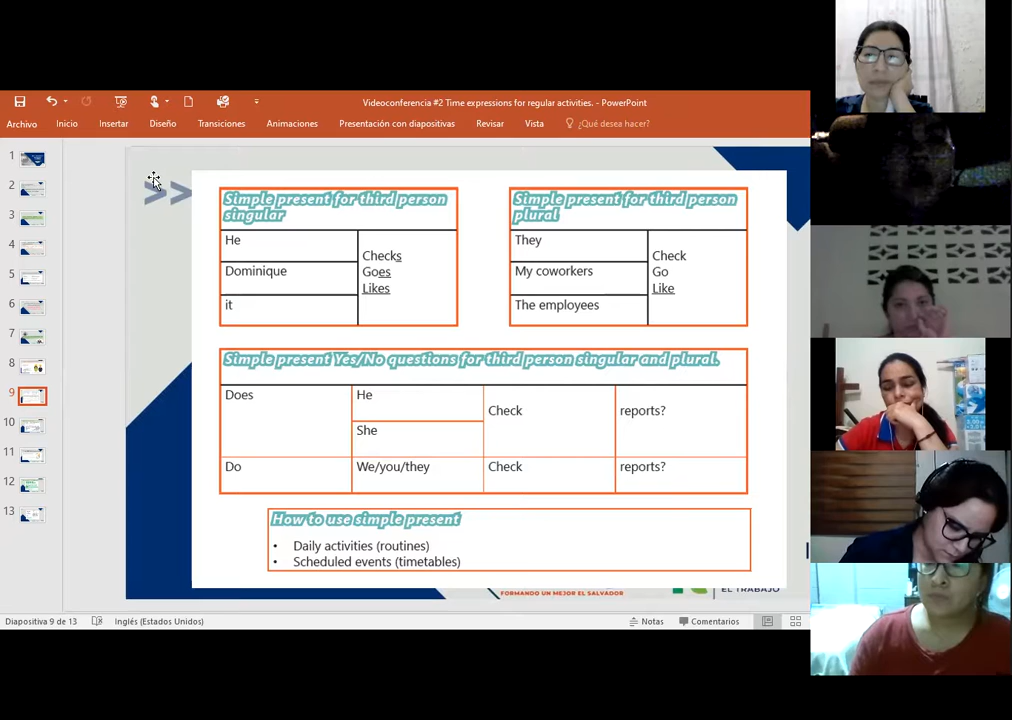 Videoconferencia #2 Time expressions for regular activities. - PowerPoint
Archivo Inicio Insertar Diseño Transiciones Animaciones Presentación con diapositivas Revisar Vista ¿Qué desea hacer?
1
2
3
4
5
6
7
8
9
10
11
12
13
>>
Simple present for third person
singular
He
Dominique
it
Checks
Goes
Likes
Simple present for third person
plural
They
My coworkers
The employees
Check
Go
Like
Simple present Yes/No questions for third person singular and plural.
Does He Check reports?
She
Do We/you/they Check reports?
How to use simple present
• Daily activities (routines)
• Scheduled events (timetables)
FORMANDO UN MEJOR EL SALVADOR
EL TRABAJO
Diapositiva 9 de 13 Inglés (Estados Unidos) Notas Comentarios